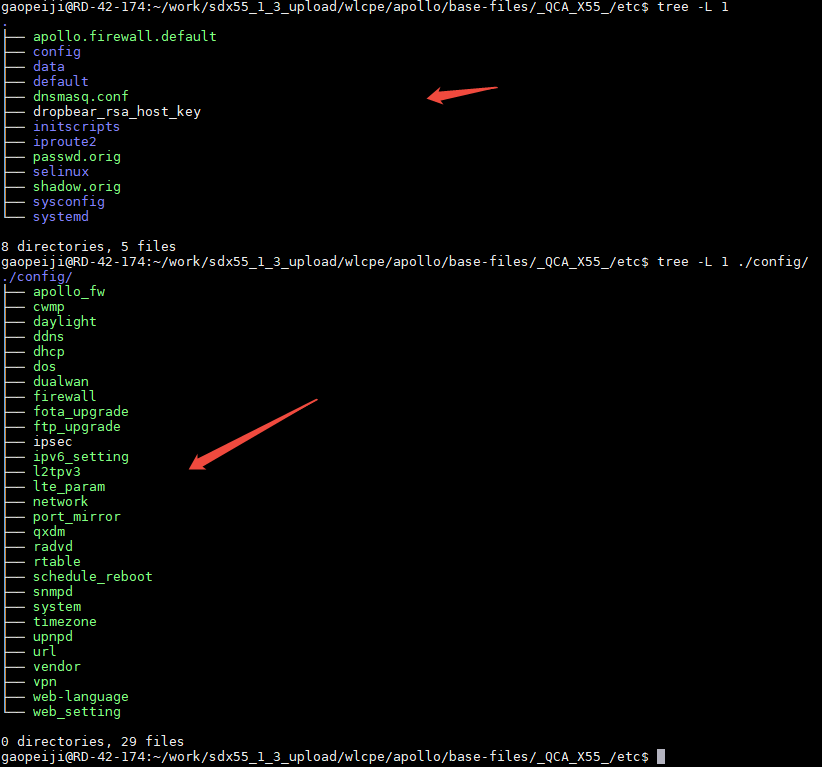 gaopeiji@RD-42-174:~/work/sdx55_1_3_upload/wlcpe/apollo/base-files/_QCA_X55_/etc$ tree -L 1
.
├── apollo.firewall.default
├── config
├── data
├── default
├── dnsmasq.conf
├── dropbear_rsa_host_key
├── initscripts
├── iproute2
├── passwd.orig
├── selinux
├── shadow.orig
├── sysconfig
└── systemd
8 directories, 5 files
gaopeiji@RD-42-174:~/work/sdx55_1_3_upload/wlcpe/apollo/base-files/_QCA_X55_/etc$ tree -L 1 ./config/
./config/
├── apollo_fw
├── cwmp
├── daylight
├── ddns
├── dhcp
├── dos
├── dualwan
├── firewall
├── fota_upgrade
├── ftp_upgrade
├── ipsec
├── ipv6_setting
├── l2tpv3
├── lte_param
├── network
├── port_mirror
├── qxdm
├── radvd
├── rtable
├── schedule_reboot
├── snmpd
├── system
├── timezone
├── upnpd
├── url
├── vendor
├── vpn
├── web-language
└── web_setting
0 directories, 29 files
gaopeiji@RD-42-174:~/work/sdx55_1_3_upload/wlcpe/apollo/base-files/_QCA_X55_/etc$